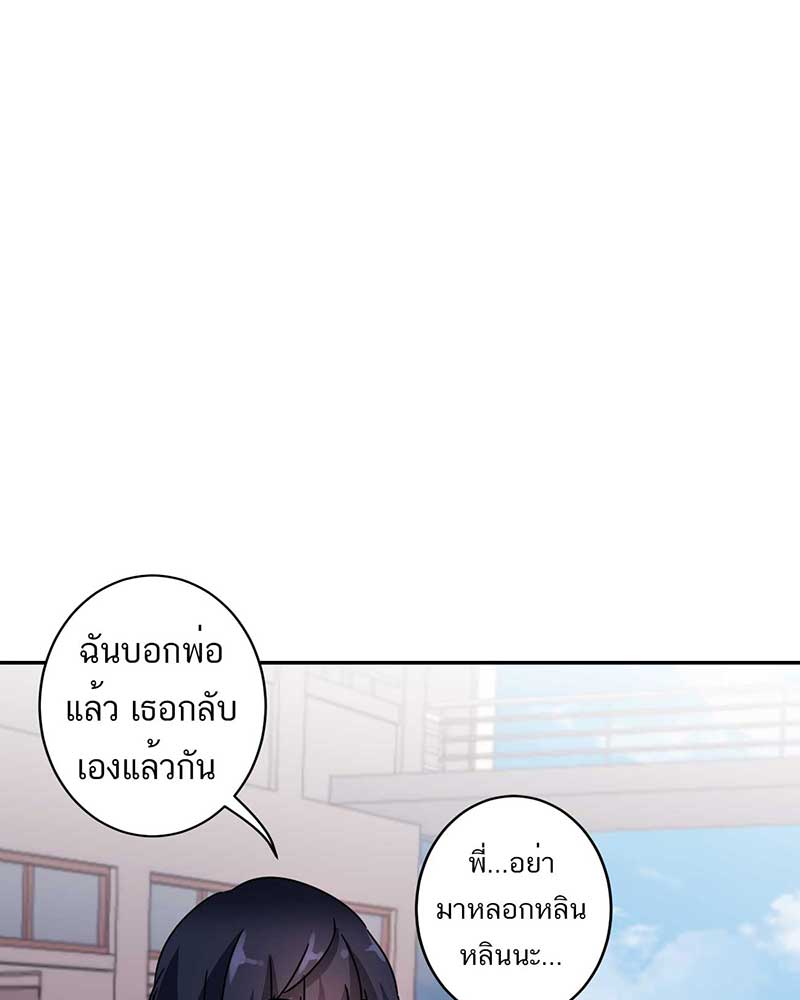 ฉันบอกพ่อ
แล้ว เธอกลับ
เองแล้วกัน
พี่...อย่า
มาหลอกหลิน
หลินนะ...